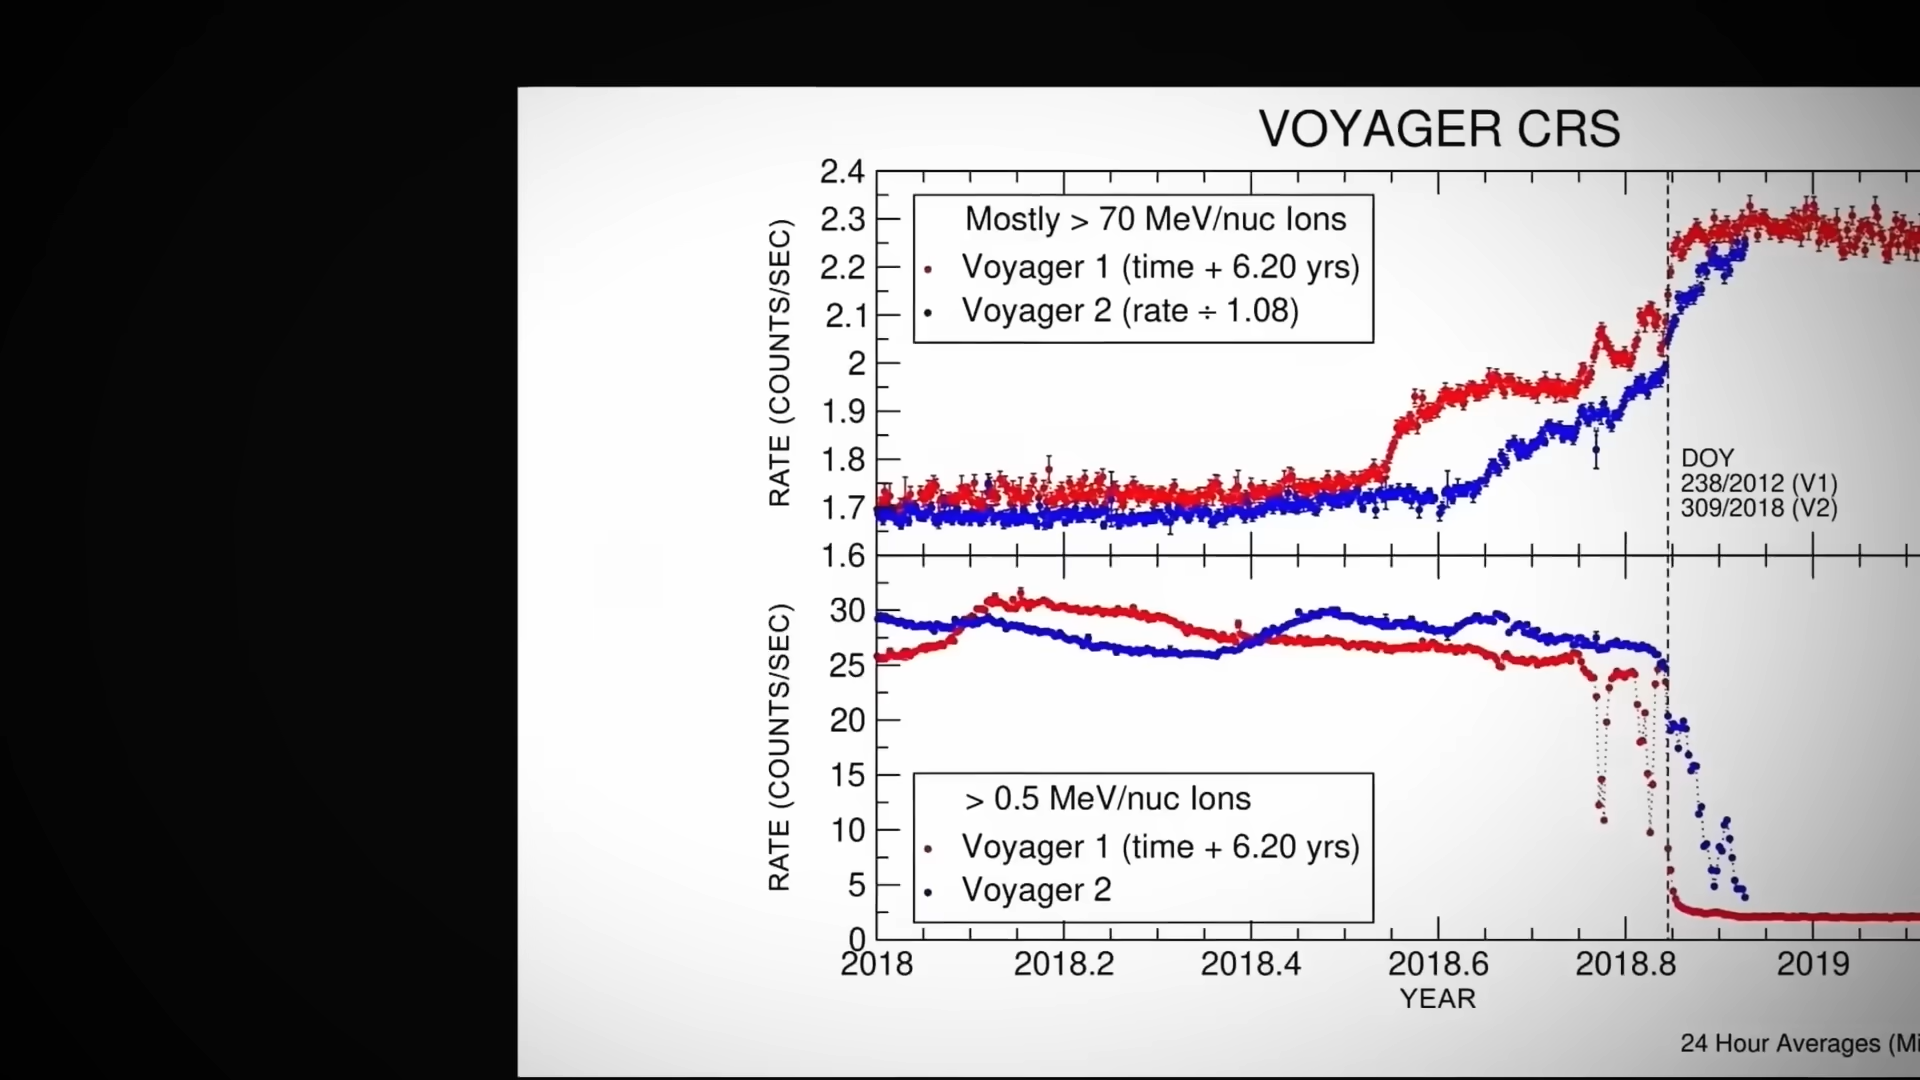 VOYAGER CRS
2.4
2.3
2.2
2.1
2
1.9
1.8
1.7
1.6
RATE (COUNTS/SEC)
Mostly > 70 MeV/nuc Ions
Voyager 1 (time + 6.20 yrs)
Voyager 2 (rate ÷ 1.08)
DOY
238/2012 (V1)
309/2018 (V2)
30
25
20
15
10
5
0
RATE (COUNTS/SEC)
> 0.5 MeV/nuc Ions
Voyager 1 (time + 6.20 yrs)
Voyager 2
2018 2018.2 2018.4 2018.6 2018.8 2019
YEAR
24 Hour Averages (Mi